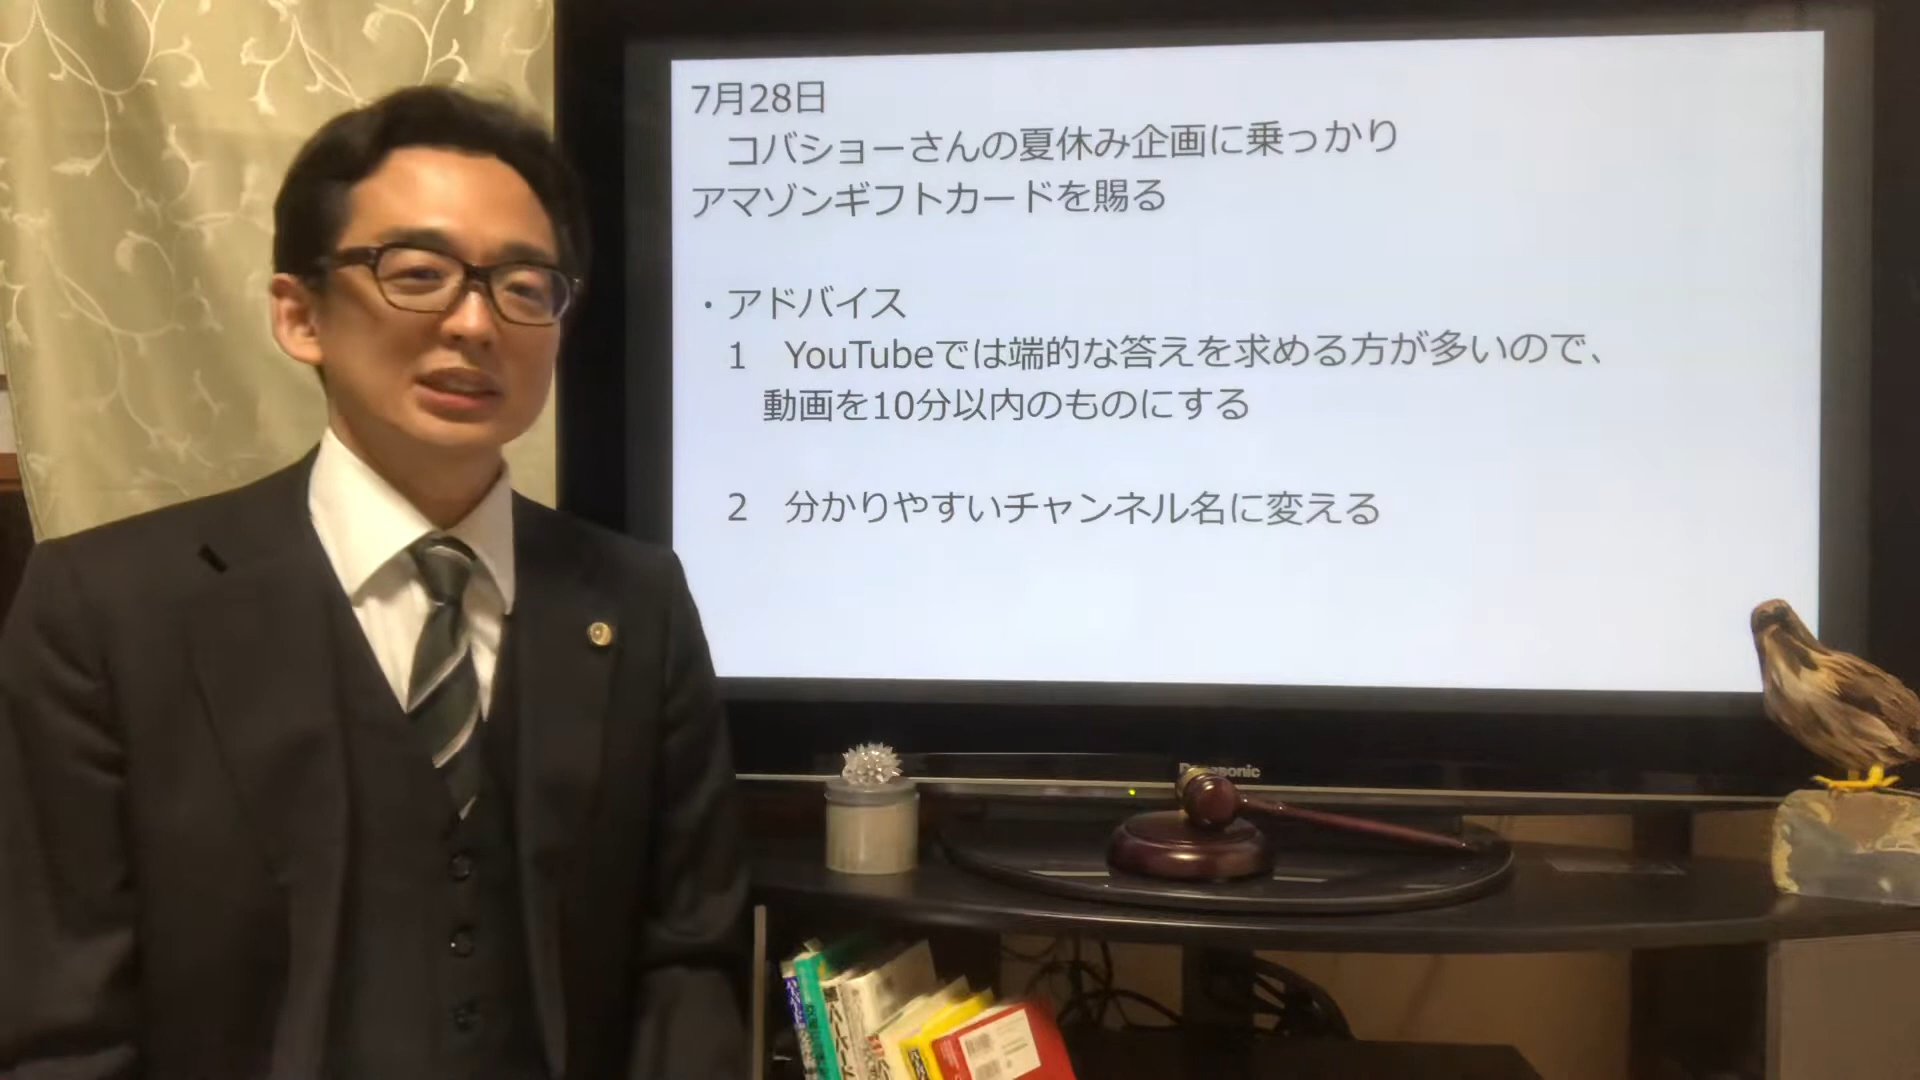 7月28日
コバショーさんの夏休み企画に乗っかり
アマゾンギフトカードを賜る
・アドバイス
1 YouTubeでは端的な答えを求める方が多いので、
動画を10分以内のものにする
2 分かりやすいチャンネル名に変える
Panasonic